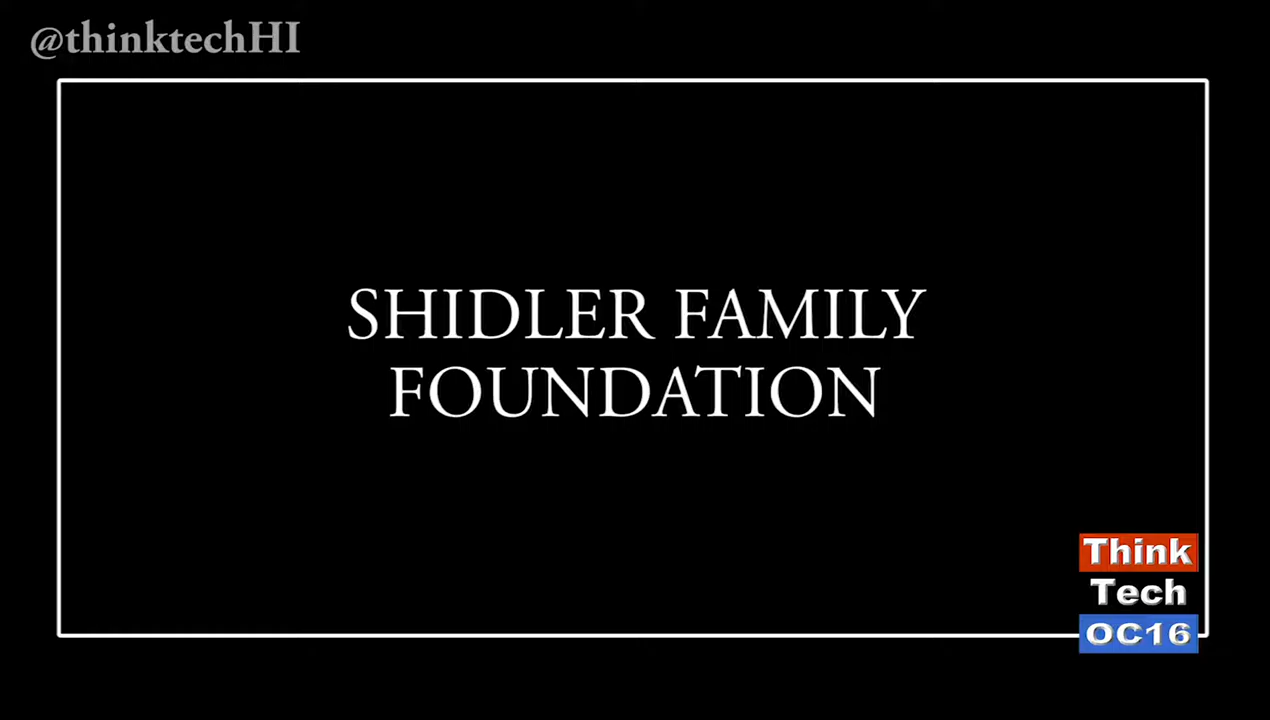 @thinktechHI
SHIDLER FAMILY
FOUNDATION
Think
Tech
OC16